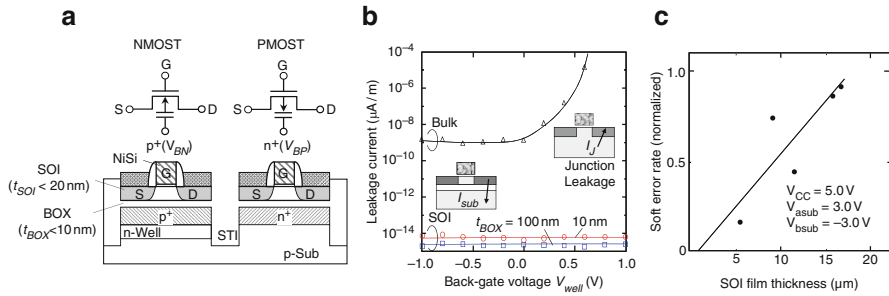 a
NMOST
PMOST
G
G
S
D
S
D
p+(VBN)
n+(VBP)
NiSi
SOI
(tSOI < 20 nm)
G
G
S
D
S
D
BOX
(tBOX<10 nm)
p+
n+
n-Well
STI
p-Sub
b
Leakage current (μA / m)
10–4
10–6
10–8
10–9
10–14
10–12
10–14
Bulk
IJ
Junction
Leakage
Isub
SOI
tBOX = 100 nm
10 nm
–1.0
–0.5
0.0
0.5
1.0
Back-gate voltage Vwell (V)
c
Soft error rate (normalized)
1.0
0.5
0
VCC = 5.0 V
Vasub = 3.0 V
Vbsub = –3.0 V
0
5
10
15
20
SOI film thickness (μm)